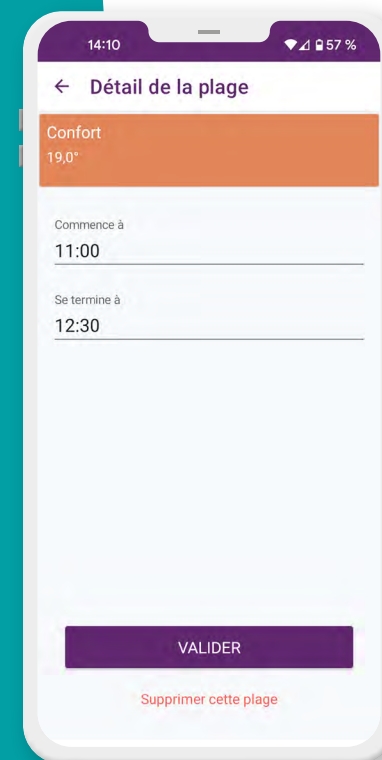 14:10
57 %
← Détail de la plage
Confort
19,0°
Commence à
11:00
Se termine à
12:30
VALIDER
Supprimer cette plage